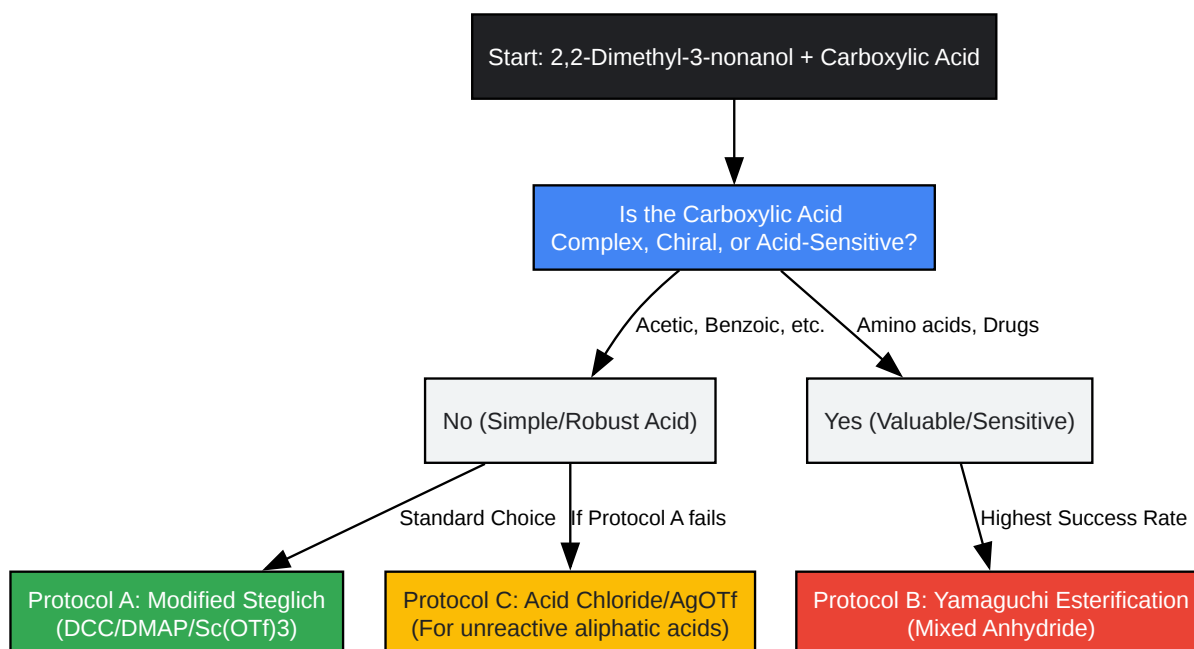 Start: 2,2-Dimethyl-3-nonanol + Carboxylic Acid
Is the Carboxylic Acid
Complex, Chiral, or Acid-Sensitive?
Acetic, Benzoic, etc.
Amino acids, Drugs
No (Simple/Robust Acid)
Yes (Valuable/Sensitive)
Standard Choice
If Protocol A fails
Highest Success Rate
Protocol A: Modified Steglich
(DCC/DMAP/Sc(OTf)3)
Protocol C: Acid Chloride/AgOTf
(For unreactive aliphatic acids)
Protocol B: Yamaguchi Esterification
(Mixed Anhydride)